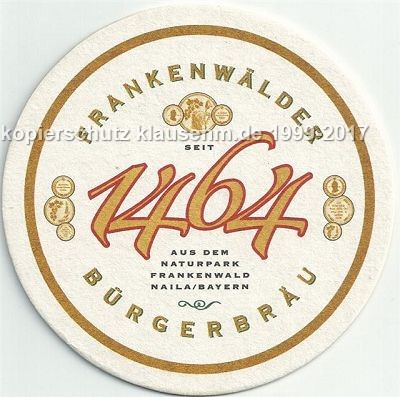 FRANKENWÄLDER
kopierschutz klausehm.de 1999-2017
SEIT
1464
AUS DEM
NATURPARK
FRANKENWALD
NAILA/BAYERN
BÜRGERBRÄU